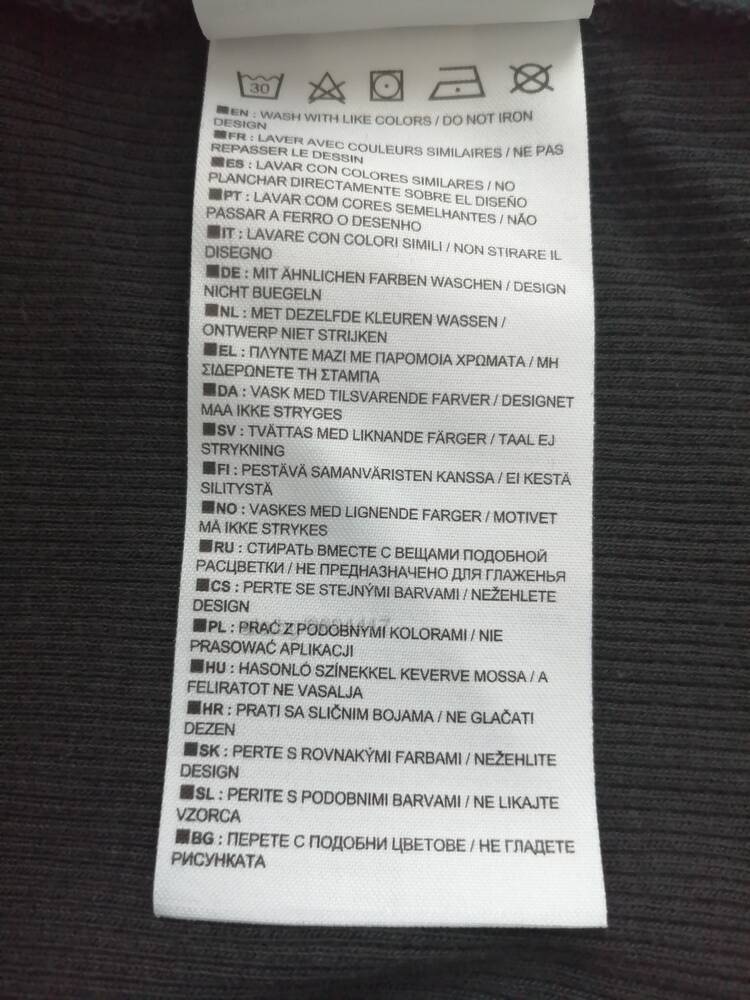 30
■EN : WASH WITH LIKE COLORS / DO NOT IRON
DESIGN
■FR : LAVER AVEC COULEURS SIMILAIRES / NE PAS
REPASSER LE DESSIN
■ES : LAVAR CON COLORES SIMILARES / NO
PLANCHAR DIRECTAMENTE SOBRE EL DISEÑO
■PT : LAVAR COM CORES SEMELHANTES / NÃO
PASSAR A FERRO O DESENHO
■IT : LAVARE CON COLORI SIMILI / NON STIRARE IL
DISEGNO
■DE : MIT ÄHNLICHEN FARBEN WASCHEN / DESIGN
NICHT BUEGELN
■NL : MET DEZELFDE KLEUREN WASSEN /
ONTWERP NIET STRIJKEN
■EL : ΠΛΥΝΤΕ ΜΑΖΙ ΜΕ ΠΑΡΟΜΟΙΑ ΧΡΩΜΑΤΑ / ΜΗ
ΣΙΔΕΡΩΝΕΤΕ ΤΗ ΣΤΑΜΠΑ
■DA : VASK MED TILSVARENDE FARVER / DESIGNET
MAA IKKE STRYGES
■SV : TVÄTTAS MED LIKNANDE FÄRGER / TAAL EJ
STRYKNING
■FI : PESTÄVÄ SAMANVÄRISTEN KANSSA / EI KESTÄ
SILITYSTÄ
■NO : VASKES MED LIGNENDE FARGER / MOTIVET
MÅ IKKE STRYKES
■RU : СТИРАТЬ ВМЕСТЕ С ВЕЩАМИ ПОДОБНОЙ
РАСЦВЕТКИ / НЕ ПРЕДНАЗНАЧЕНО ДЛЯ ГЛАЖЕНЬЯ
■CS : PERTE SE STEJNÝMI BARVAMI / NEŽEHLETE
DESIGN
■PL : PRAĆ Z PODOBNYMI KOLORAMI / NIE
PRASOWAĆ APLIKACJI
■HU : HASONLÓ SZÍNEKKEL KEVERVE MOSSA / A
FELIRATOT NE VASALJA
■HR : PRATI SA SLIČNIM BOJAMA / NE GLAČATI
DEZEN
■SK : PERTE S ROVNAKÝMI FARBAMI / NEŽEHLITE
DESIGN
■SL : PERITE S PODOBNIMI BARVAMI / NE LIKAJTE
VZORCA
■BG : ПЕРЕТЕ С ПОДОБНИ ЦВЕТОВЕ / НЕ ГЛАДЕТЕ
РИСУНКАТА